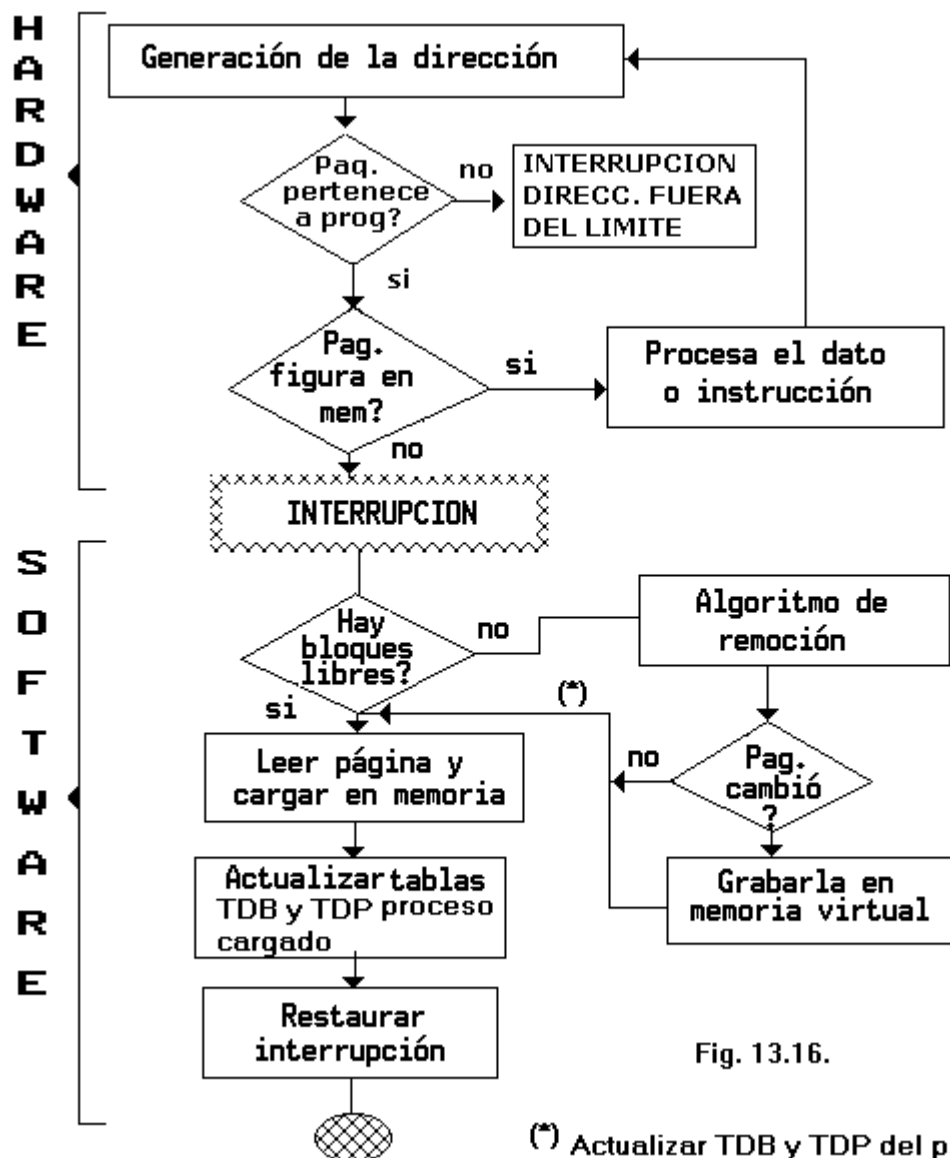 HARDWARE
Generación de la dirección
Paq.
pertenece
a prog?
no
INTERRUPCION
DIRECC. FUERA
DEL LIMITE
si
Pag.
figura en
mem?
si
Procesa el dato
o instrucción
no
INTERRUPCION
SOFTWARE
Hay
bloques
libres?
no
Algoritmo de
remoción
si
(*)
Leer página y
cargar en memoria
no
Pag.
cambió
?
Actualizar tablas
TDB y TDP proceso
cargado
Grabarla en
memoria virtual
Restaurar
interrupción
Fig. 13.16.
(*) Actualizar TDB y TDP del p